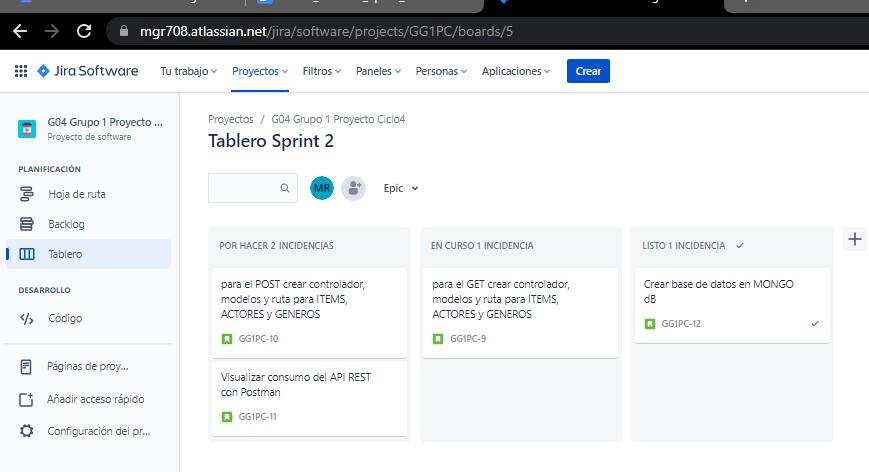 mgr708.atlassian.net/jira/software/projects/GG1PC/boards/5
Jira Software
Tu trabajo
Proyectos
Filtros
Paneles
Personas
Aplicaciones
Crear
G04 Grupo 1 Proyecto ...
Proyecto de software
PLANIFICACIÓN
Hoja de ruta
Backlog
Tablero
DESARROLLO
Código
Páginas de proy...
Añadir acceso rápido
Configuración del pr...
Proyectos / G04 Grupo 1 Proyecto Ciclo4
Tablero Sprint 2
MR
Epic
POR HACER 2 INCIDENCIAS
para el POST crear controlador,
modelos y ruta para ITEMS,
ACTORES y GENEROS
GG1PC-10
Visualizar consumo del API REST
con Postman
GG1PC-11
EN CURSO 1 INCIDENCIA
para el GET crear controlador,
modelos y ruta para ITEMS,
ACTORES y GENEROS
GG1PC-9
LISTO 1 INCIDENCIA
Crear base de datos en MONGO
dB
GG1PC-12